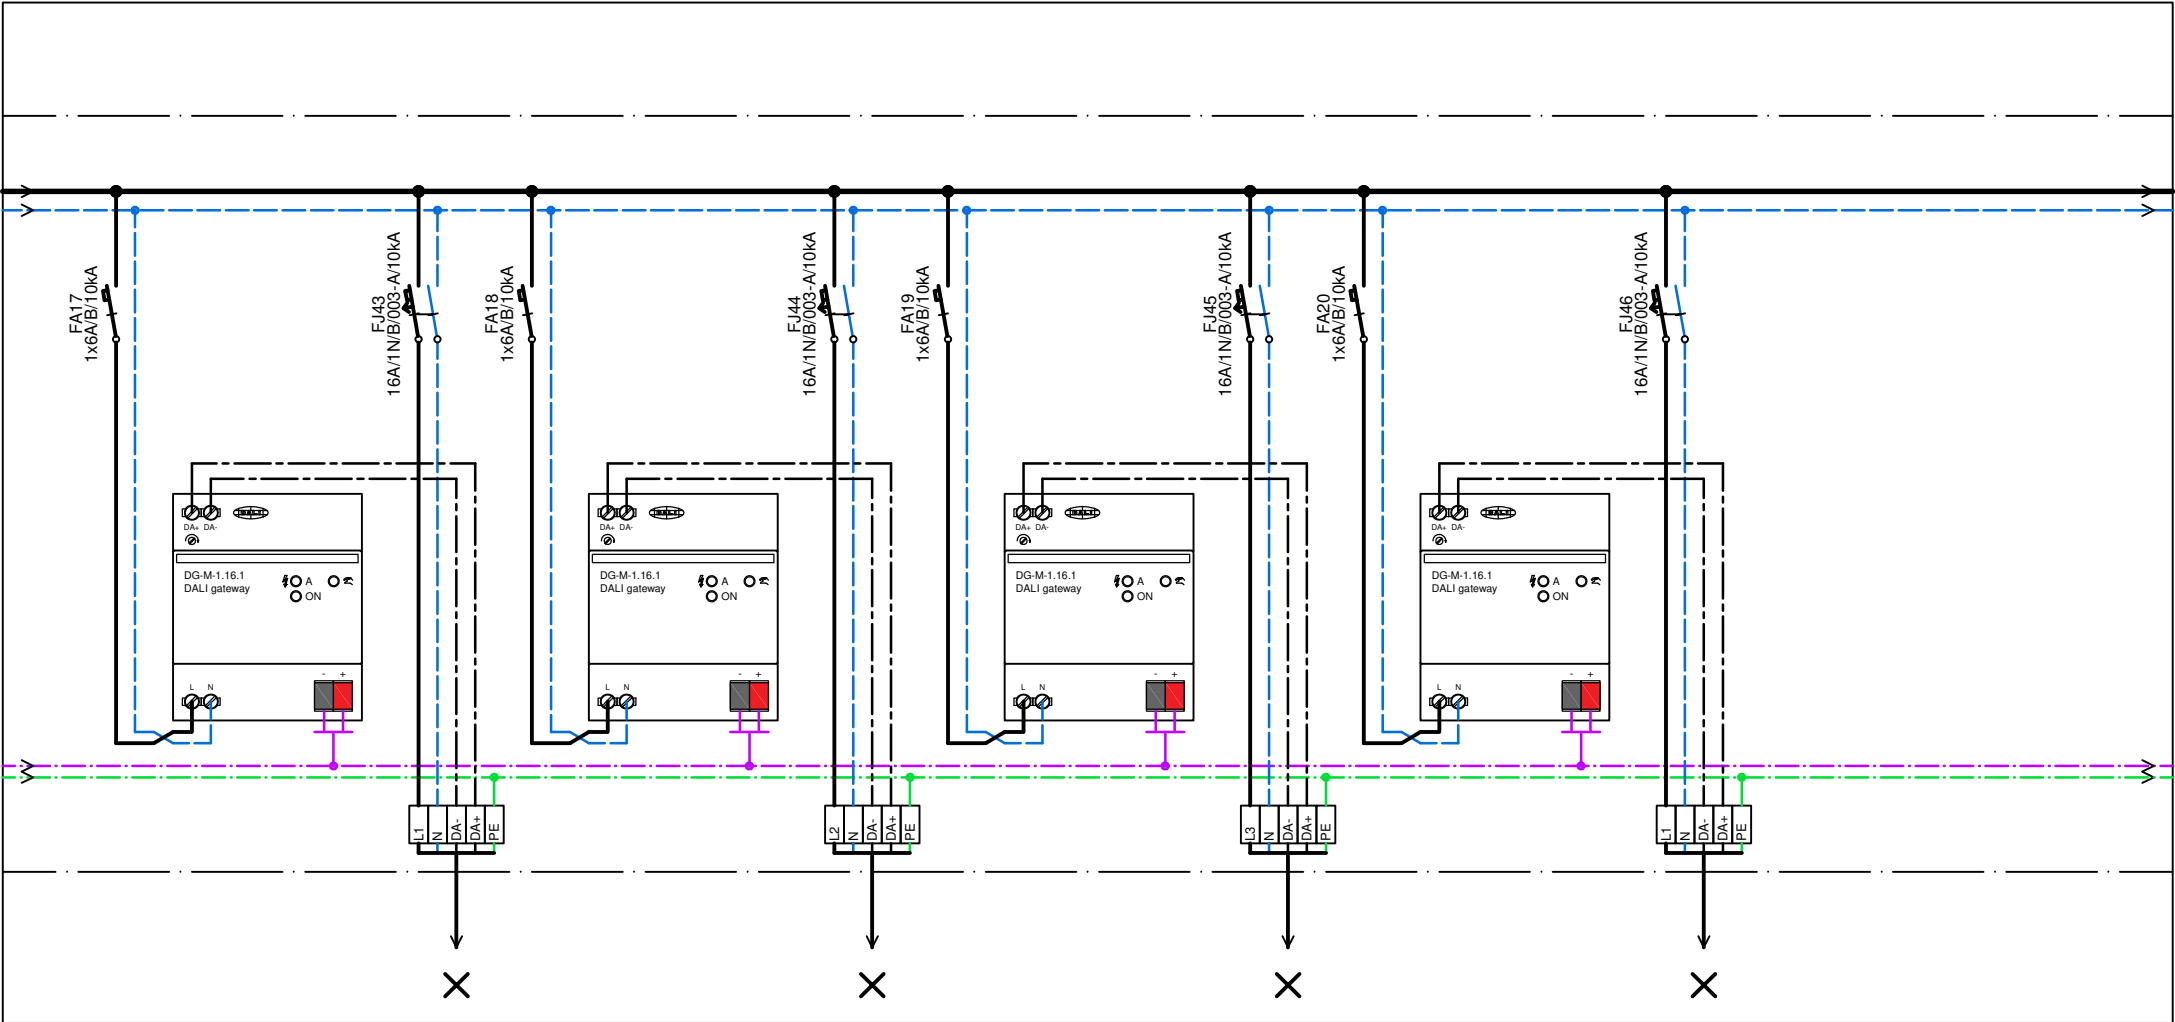 FA17
1x6A/B/10kA
FJ43
16A/1N/B/003-A/10kA
FA18
1x6A/B/10kA
FJ44
16A/1N/B/003-A/10kA
FA19
1x6A/B/10kA
FJ45
16A/1N/B/003-A/10kA
FA20
1x6A/B/10kA
FJ46
16A/1N/B/003-A/10kA
DA+ DA-
DALI
DG-M-1.16.1
DALI gateway
A
ON
- +
L N
DA+ DA-
DALI
DG-M-1.16.1
DALI gateway
A
ON
- +
L N
DA+ DA-
DALI
DG-M-1.16.1
DALI gateway
A
ON
- +
L N
DA+ DA-
DALI
DG-M-1.16.1
DALI gateway
A
ON
- +
L N
L1 N DA- DA+ PE
L2 N DA- DA+ PE
L3 N DA- DA+ PE
L1 N DA- DA+ PE